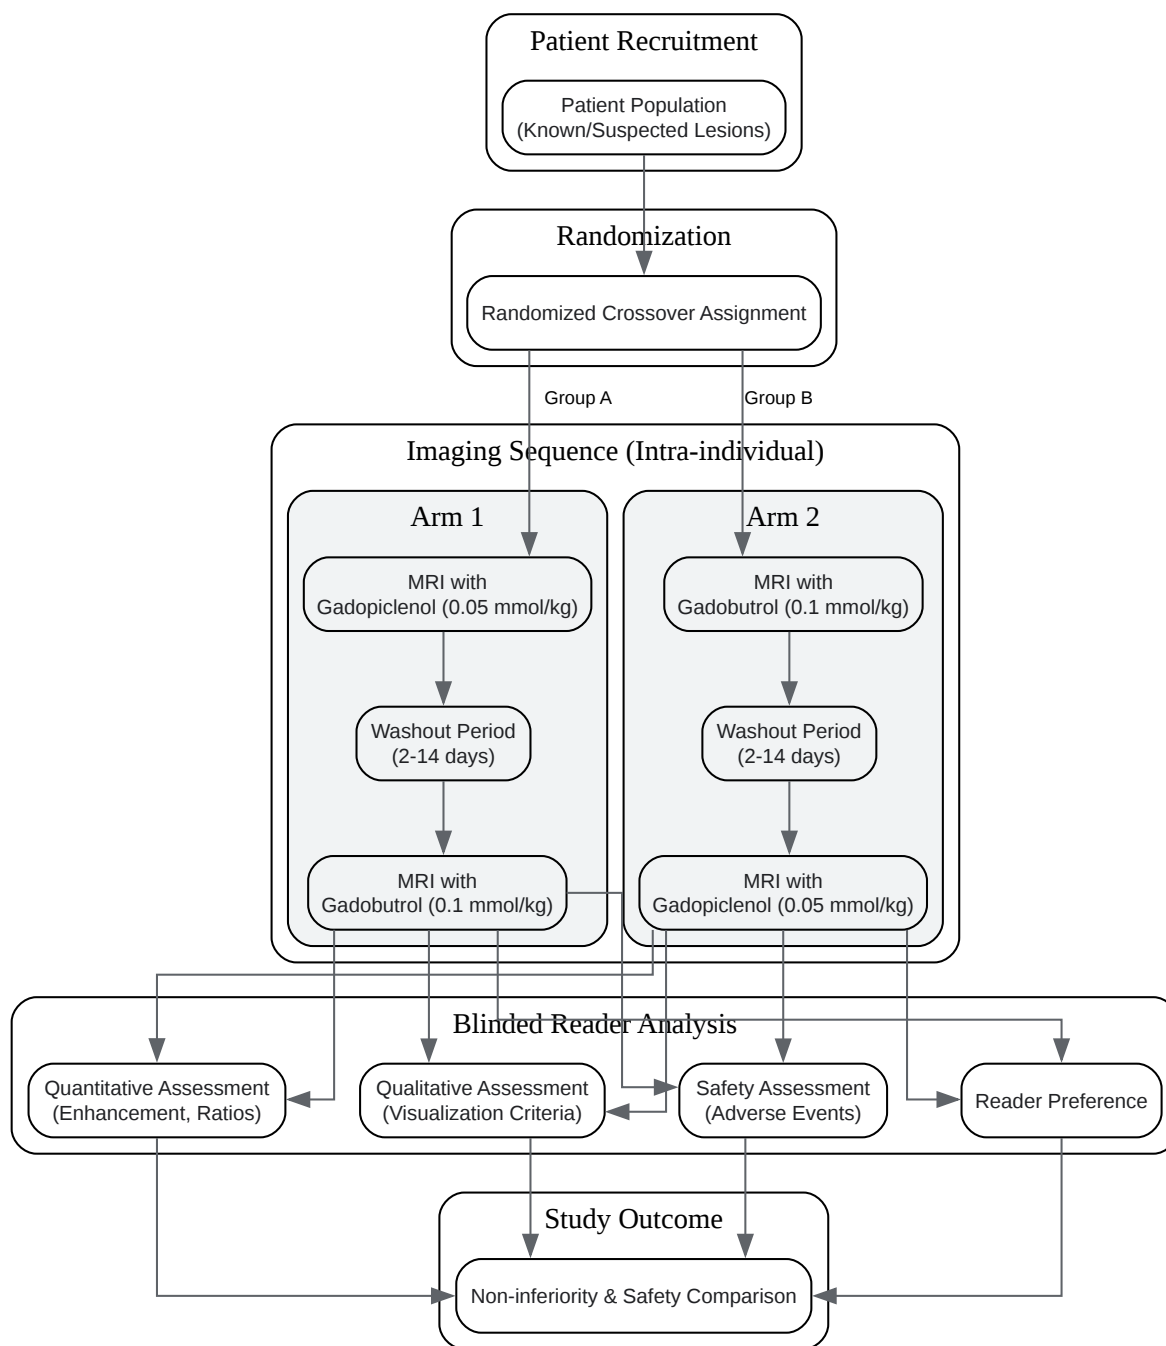 Patient Recruitment
Patient Population
(Known/Suspected Lesions)
Randomization
Randomized Crossover Assignment
Group A
Group B
Imaging Sequence (Intra-individual)
Arm 1
MRI with
Gadopiclenol (0.05 mmol/kg)
Washout Period
(2-14 days)
MRI with
Gadobutrol (0.1 mmol/kg)
Arm 2
MRI with
Gadobutrol (0.1 mmol/kg)
Washout Period
(2-14 days)
MRI with
Gadopiclenol (0.05 mmol/kg)
Blinded Reader Analysis
Quantitative Assessment
(Enhancement, Ratios)
Qualitative Assessment
(Visualization Criteria)
Safety Assessment
(Adverse Events)
Reader Preference
Study Outcome
Non-inferiority & Safety Comparison